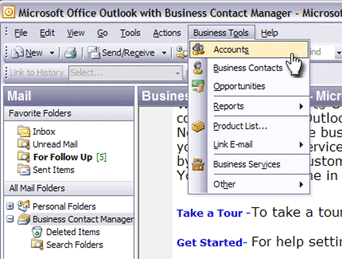 Microsoft Office Outlook with Business Contact Manager - Micros
File Edit View Go Tools Actions Business Tools Help
New Send/Receive Find
Link to History Select...
Accounts
Business Contacts
Opportunities
Reports
Product List...
Link E-mail
Business Services
Other
Mail
Favorite Folders
Inbox
Unread Mail
For Follow Up [5]
Sent Items
All Mail Folders
Personal Folders
Business Contact Manager
Deleted Items
Search Folders
Busines
Micr
Take a Tour -To take a tour
Get Started- For help settin